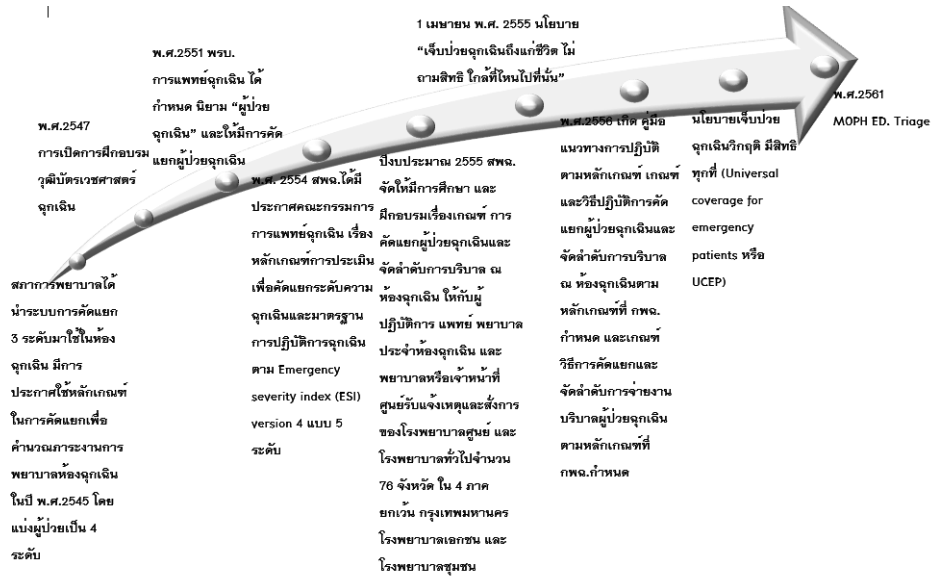 สภาการพยาบาลได้
นำระบบการคัดแยก
3 ระดับมาใช้ในห้อง
ฉุกเฉิน มีการ
ประกาศใช้หลักเกณฑ์
ในการคัดแยกเพื่อ
คำนวณภาระงานการ
พยาบาลห้องฉุกเฉิน
ในปี พ.ศ.2545 โดย
แบ่งผู้ป่วยเป็น 4
ระดับ
พ.ศ.2547
การเปิดการฝึกอบรม
วุฒิบัตรเวชศาสตร์
ฉุกเฉิน
พ.ศ.2551 พรบ.
การแพทย์ฉุกเฉิน ได้
กำหนด นิยาม “ผู้ป่วย
ฉุกเฉิน” และให้มีการคัด
แยกผู้ป่วยฉุกเฉิน
พ.ศ. 2554 สพฉ.ได้มี
ประกาศคณะกรรมการ
การแพทย์ฉุกเฉิน เรื่อง
หลักเกณฑ์การประเมิน
เพื่อคัดแยกระดับความ
ฉุกเฉินและมาตรฐาน
การปฏิบัติการฉุกเฉิน
ตาม Emergency
severity index (ESI)
version 4 แบบ 5
ระดับ
ปีงบประมาณ 2555 สพฉ.
จัดให้มีการศึกษา และ
ฝึกอบรมเรื่องเกณฑ์ การ
คัดแยกผู้ป่วยฉุกเฉินและ
จัดลำดับการบริบาล ณ
ห้องฉุกเฉิน ให้กับผู้
ปฏิบัติการ แพทย์ พยาบาล
ประจำห้องฉุกเฉิน และ
พยาบาลหรือเจ้าหน้าที่
ศูนย์รับแจ้งเหตุและสั่งการ
ของโรงพยาบาลศูนย์ และ
โรงพยาบาลทั่วไปจำนวน
76 จังหวัด ใน 4 ภาค
ยกเว้น กรุงเทพมหานคร
โรงพยาบาลเอกชน และ
โรงพยาบาลชุมชน
1 เมษายน พ.ศ. 2555 นโยบาย
“เจ็บป่วยฉุกเฉินถึงแก่ชีวิต ไม่
ถามสิทธิ ใกล้ที่ไหนไปที่นั่น”
พ.ศ.2556 เกิด คู่มือ
แนวทางการปฏิบัติ
ตามหลักเกณฑ์ เกณฑ์
และวิธีปฏิบัติการคัด
แยกผู้ป่วยฉุกเฉินและ
จัดลำดับการบริบาล
ณ ห้องฉุกเฉินตาม
หลักเกณฑ์ที่ กพฉ.
กำหนด และเกณฑ์
วิธีการคัดแยกและ
จัดลำดับการจ่ายงาน
บริบาลผู้ป่วยฉุกเฉิน
ตามหลักเกณฑ์ที่
กพฉ.กำหนด
นโยบายเจ็บป่วย
ฉุกเฉินวิกฤติ มีสิทธิ
ทุกที่ (Universal
coverage for
emergency
patients หรือ
UCEP)
พ.ศ.2561
MOPH ED. Triage